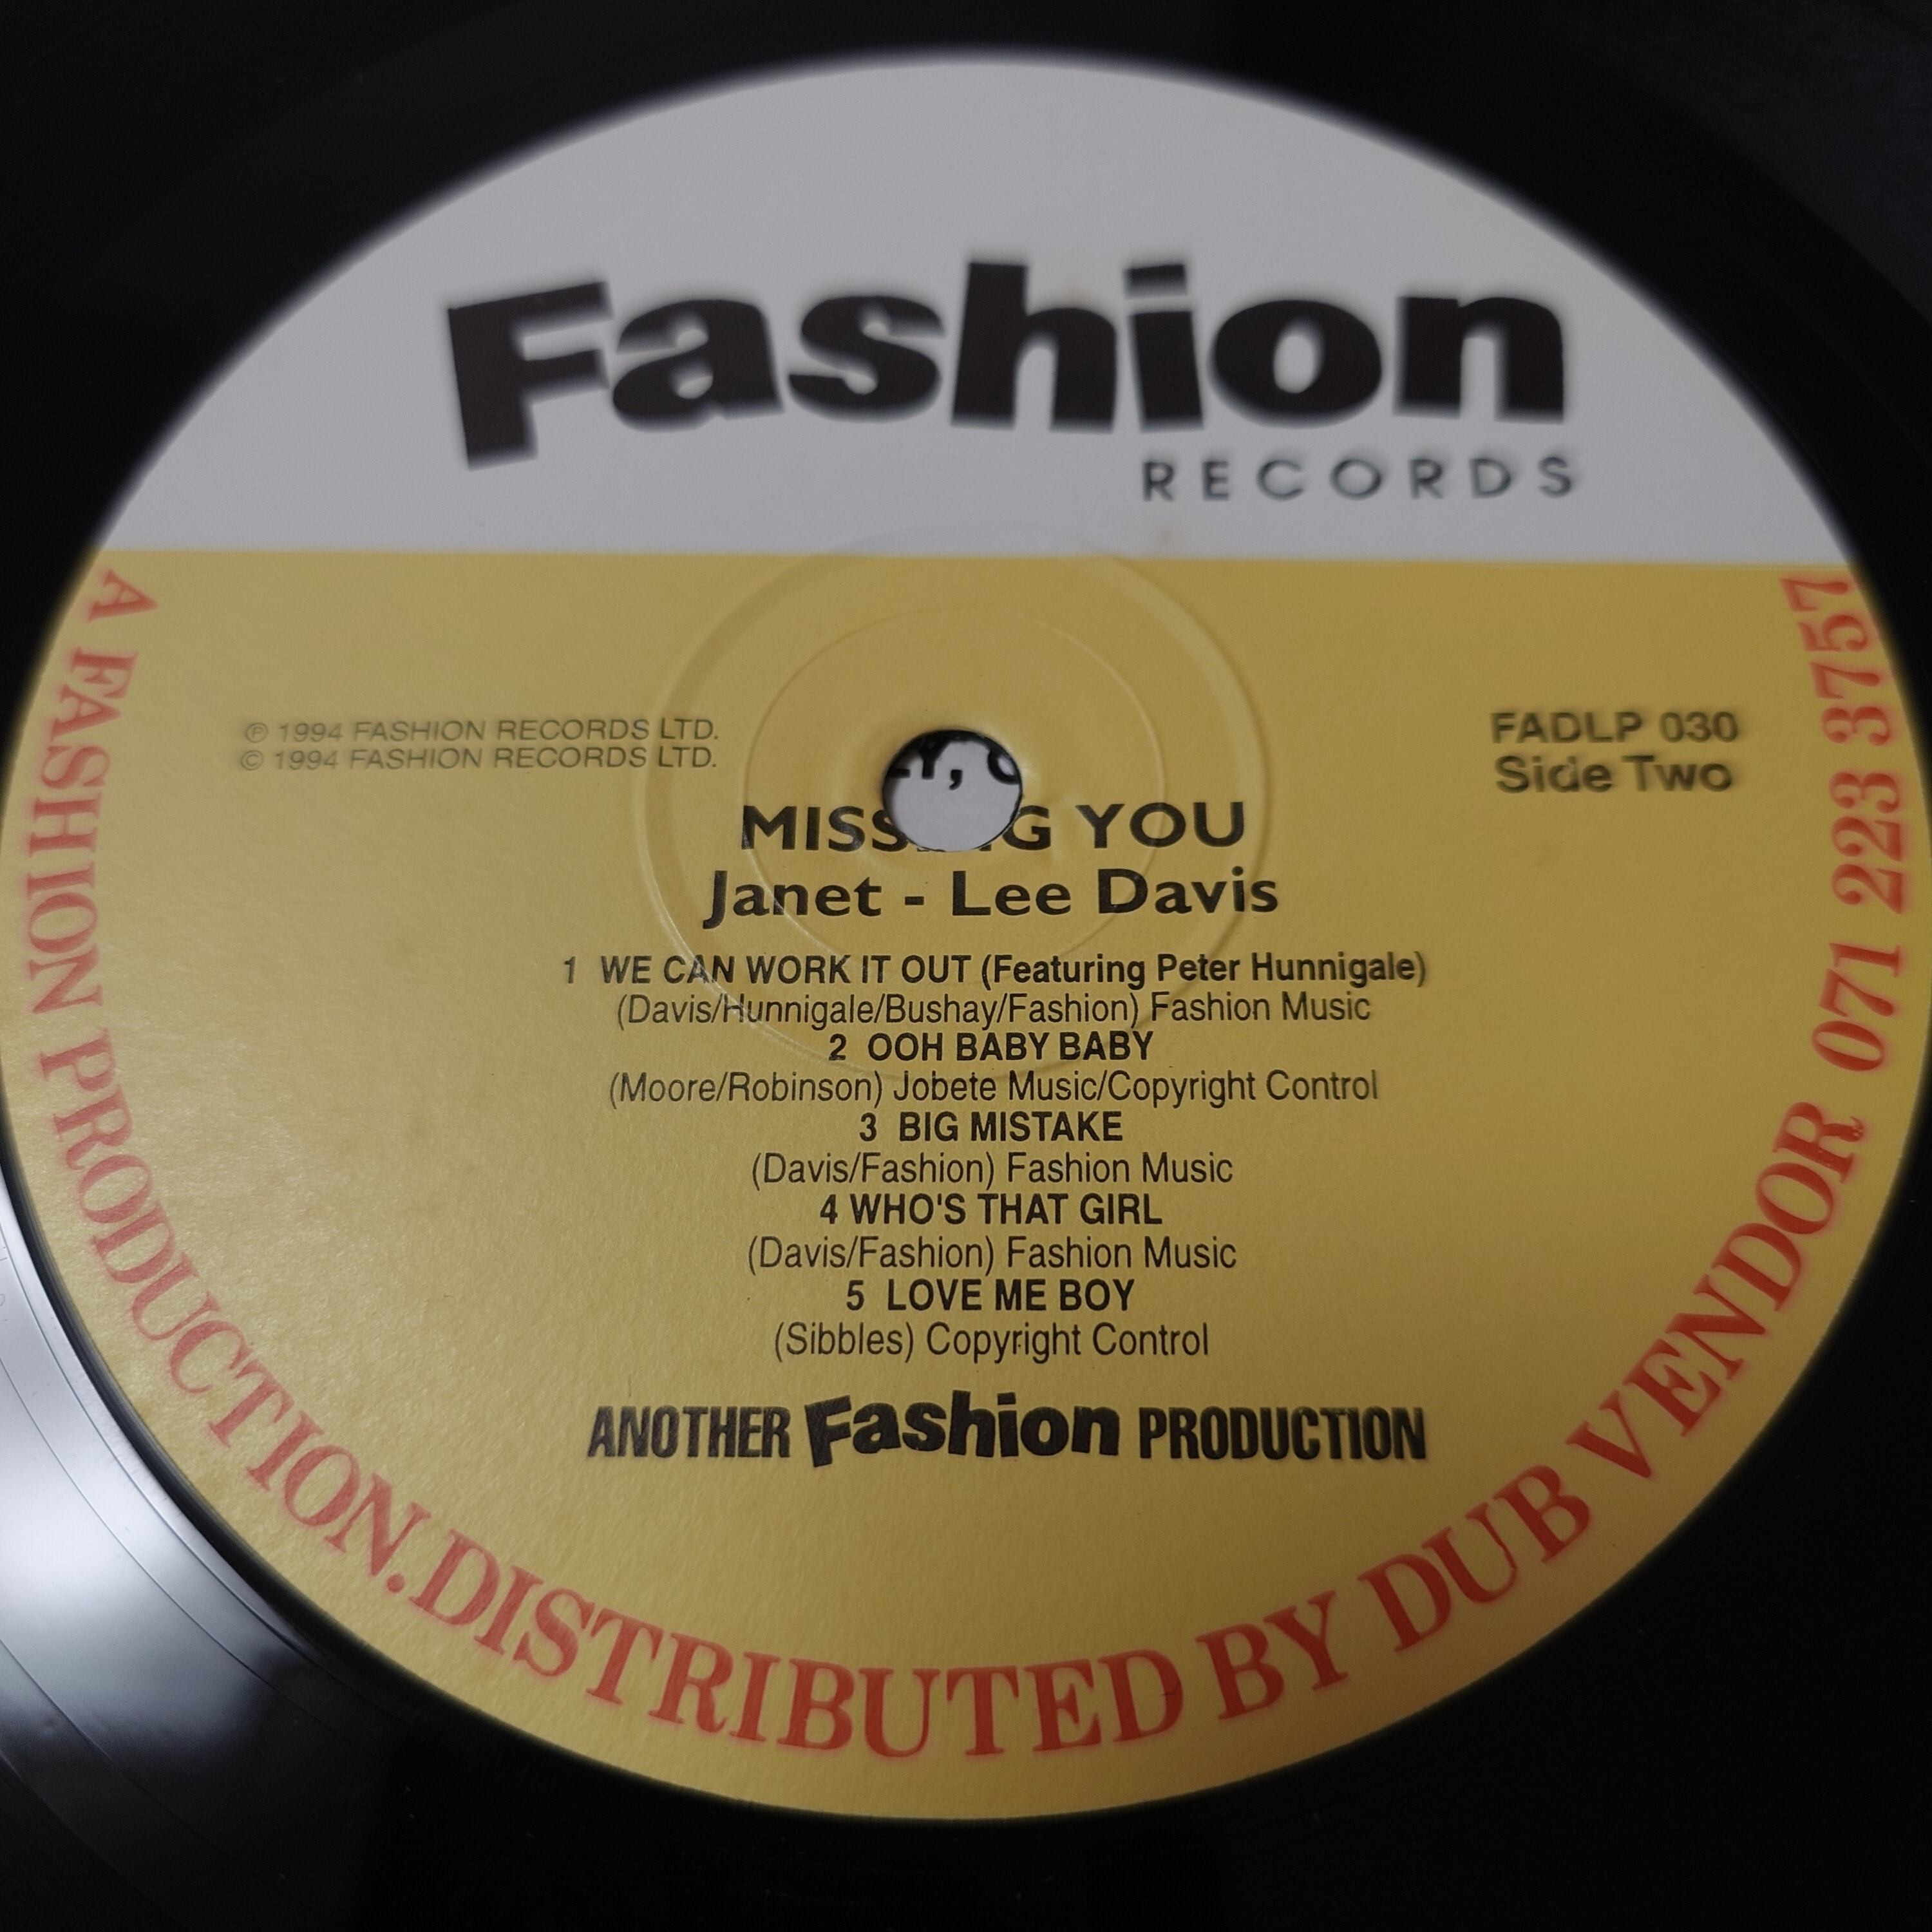 Fashion
RECORDS
℗ 1994 FASHION RECORDS LTD.
© 1994 FASHION RECORDS LTD.
FADLP 030
Side Two
YOU
Janet - Lee Davis
1 WE CAN WORK IT OUT (Featuring Peter Hunnigale)
(Davis/Hunnigale/Bushay/Fashion) Fashion Music
2 OOH BABY BABY
(Moore/Robinson) Jobete Music/Copyright Control
3 BIG MISTAKE
(Davis/Fashion) Fashion Music
4 WHO'S THAT GIRL
(Davis/Fashion) Fashion Music
5 LOVE ME BOY
(Sibbles) Copyright Control
ANOTHER Fashion PRODUCTION
A FASHION PRODUCTION. DISTRIBUTED BY DUB VENDOR 071 223 3757